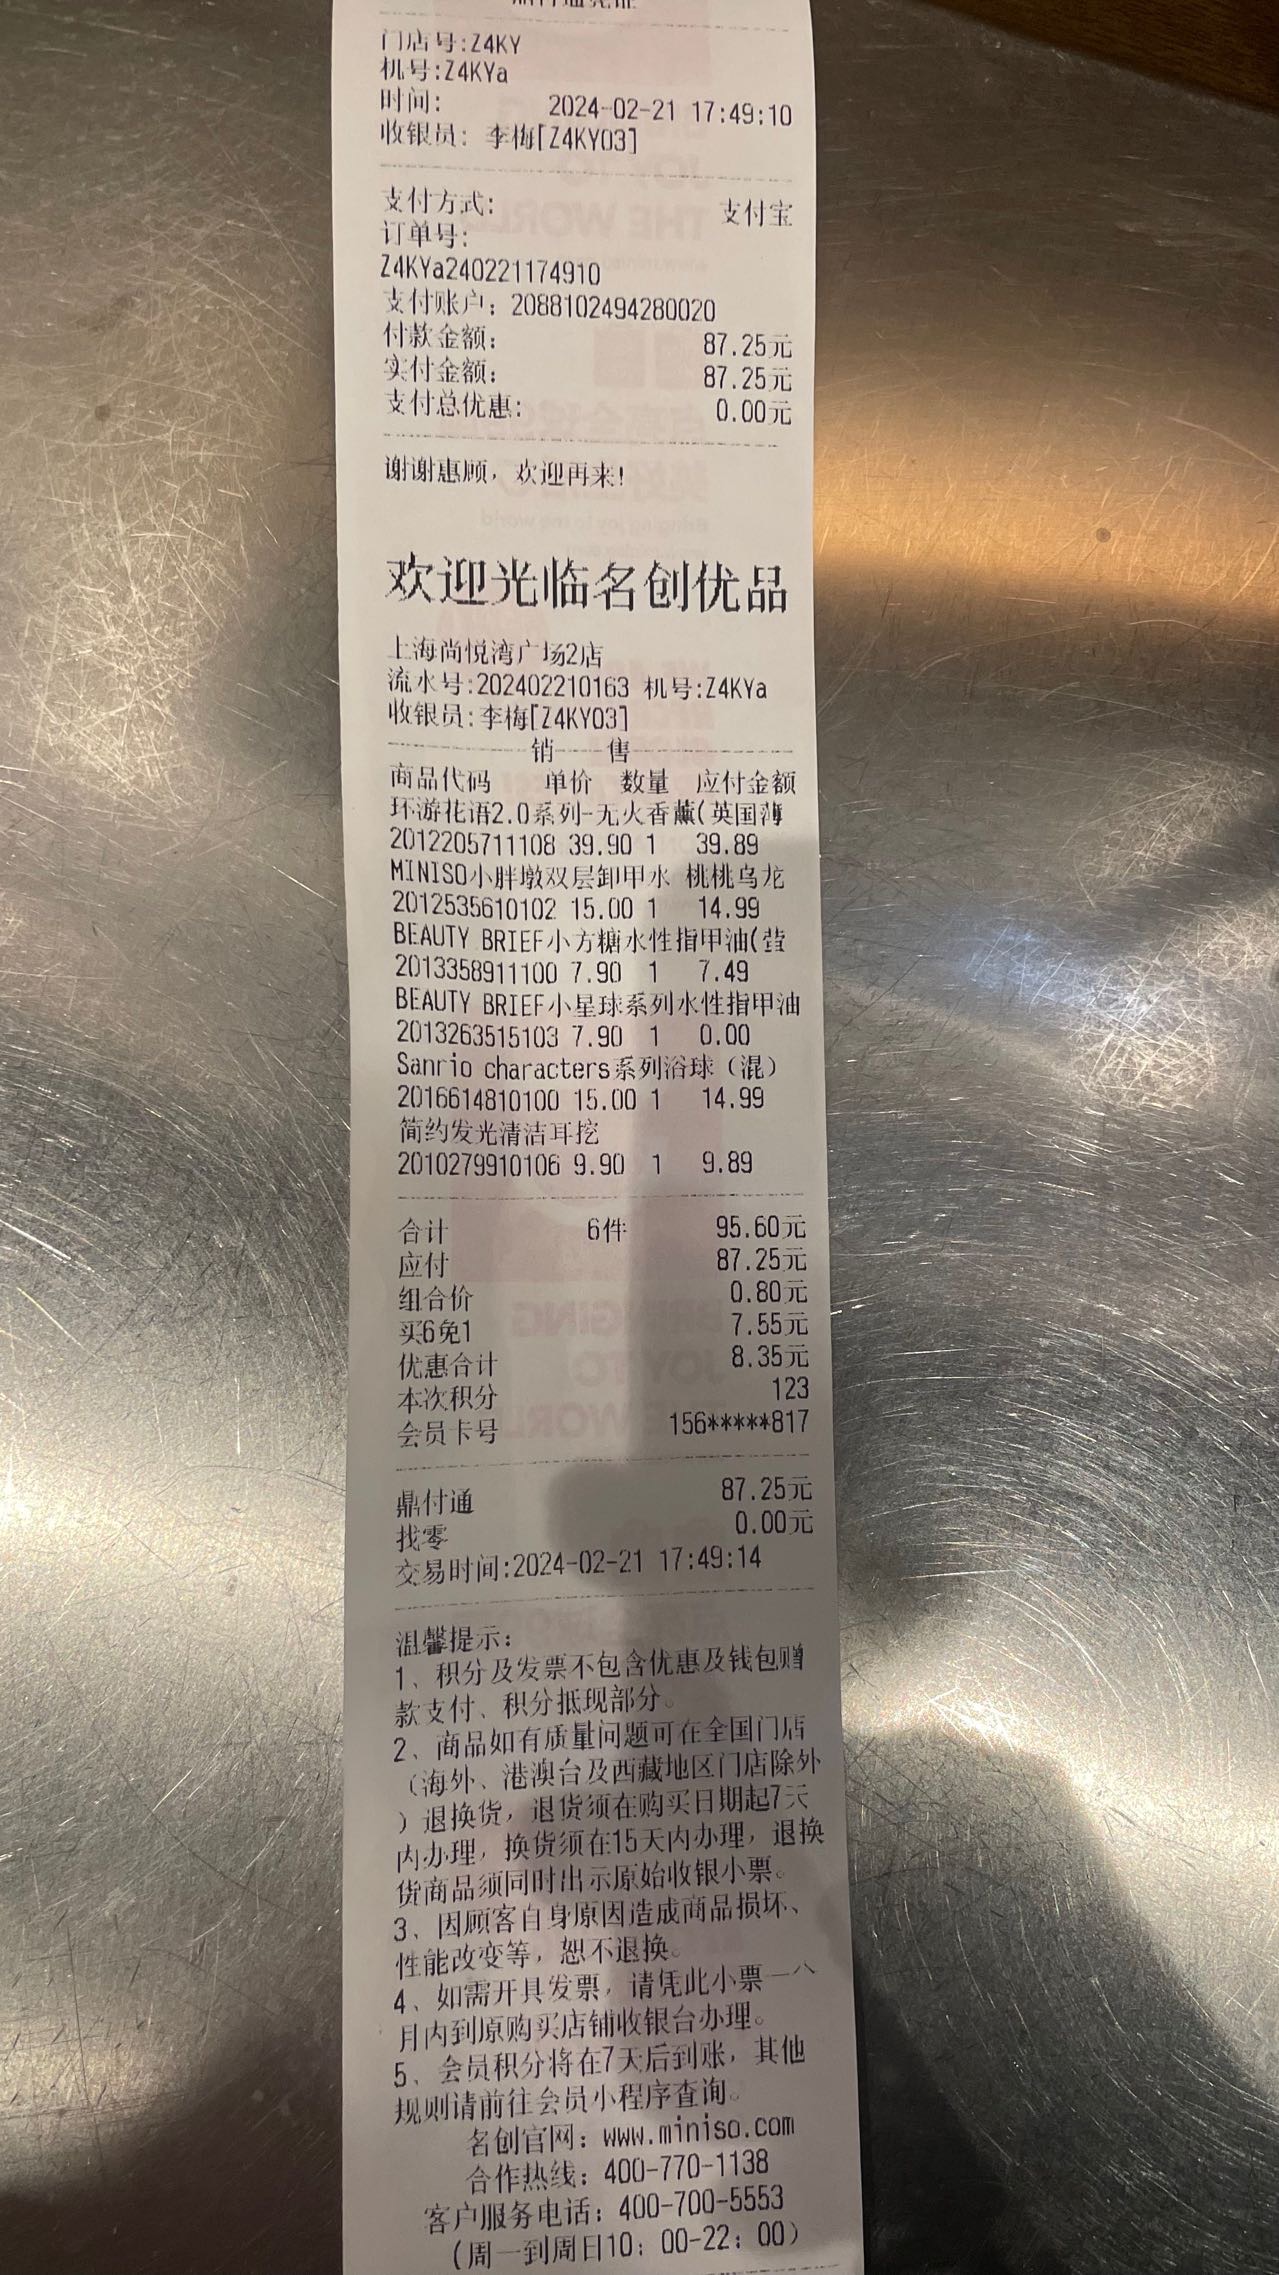 门店号:Z4KY
机号:Z4KYa
时间: 2024-02-21 17:49:10
收银员: 李梅[Z4KY03]
支付方式: 支付宝
订单号:
Z4KYa240221174910
支付账户: 2088102494280020
付款金额: 87.25元
实付金额: 87.25元
支付总优惠: 0.00元
谢谢惠顾，欢迎再来!
欢迎光临名创优品
上海尚悦湾广场2店
流水号:202402210163 机号:Z4KYa
收银员:李梅[Z4KY03]
销----售
商品代码 单价 数量 应付金额
环游花语2.0系列-无火香薰(英国薄
2012205711108 39.90 1 39.89
MINISO小胖墩双层卸甲水 桃桃乌龙
2012535610102 15.00 1 14.99
BEAUTY BRIEF小方糖水性指甲油(萤
2013358911100 7.90 1 7.49
BEAUTY BRIEF小星球系列水性指甲油
2013263515103 7.90 1 0.00
Sanrio characters系列浴球（混）
2016614810100 15.00 1 14.99
简约发光清洁耳挖
2010279910106 9.90 1 9.89
合计 6件 95.60元
应付 87.25元
组合价 0.80元
买6免1 7.55元
优惠合计 8.35元
本次积分 123
会员卡号 156*****817
鼎付通 87.25元
找零 0.00元
交易时间:2024-02-21 17:49:14
温馨提示:
1、积分及发票不包含优惠及钱包赠
款支付、积分抵现部分。
2、商品如有质量问题可在全国门店
（海外、港澳台及西藏地区门店除外
）退换货，退货须在购买日期起7天
内办理，换货须在15天内办理，退换
货商品须同时出示原始收银小票。
3、因顾客自身原因造成商品损坏、
性能改变等，恕不退换。
4、如需开具发票，请凭此小票一个
月内到原购买店铺收银台办理。
5、会员积分将在7天后到账，其他
规则请前往会员小程序查询。
名创官网: www.miniso.com
合作热线: 400-770-1138
客户服务电话: 400-700-5553
(周一到周日10: 00-22: 00)